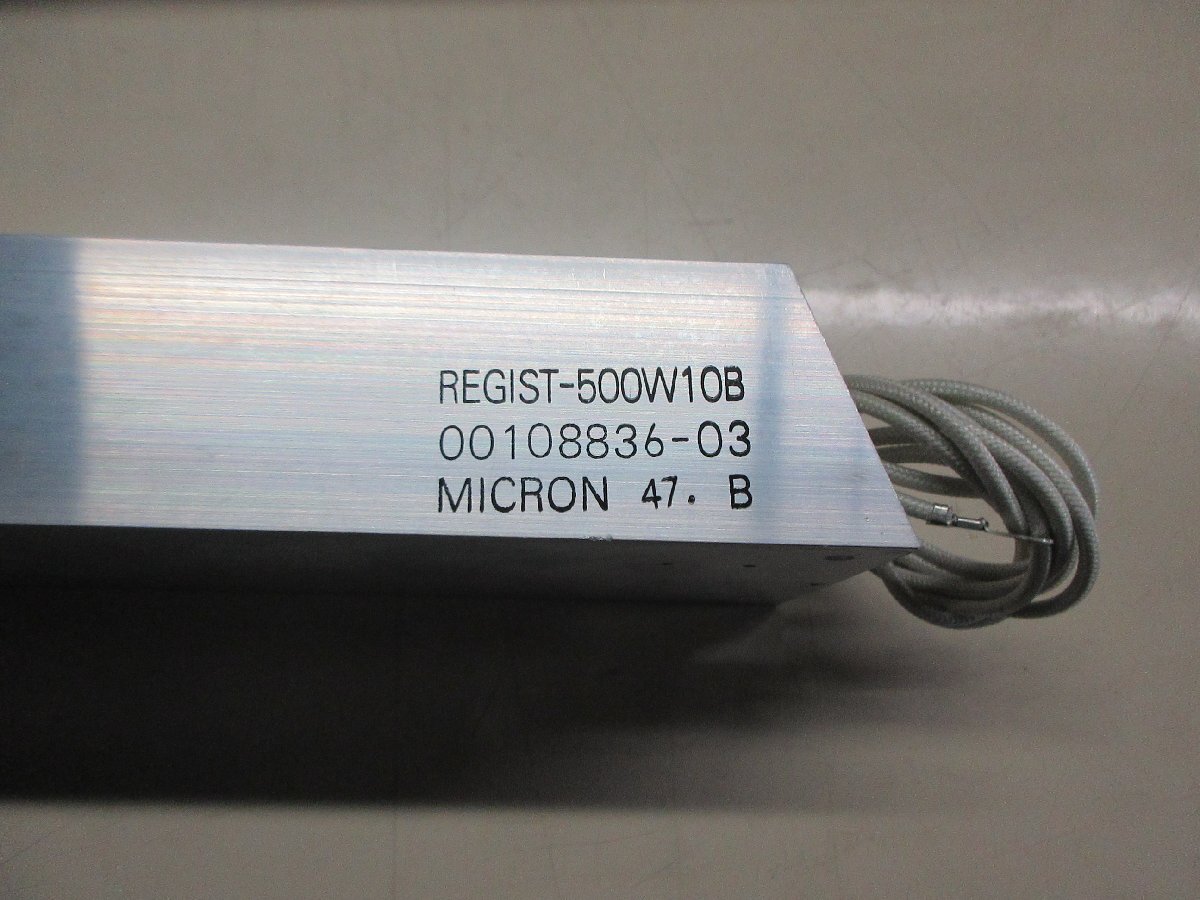 REGIST-500W10B
00108836-03
MICRON 47. B